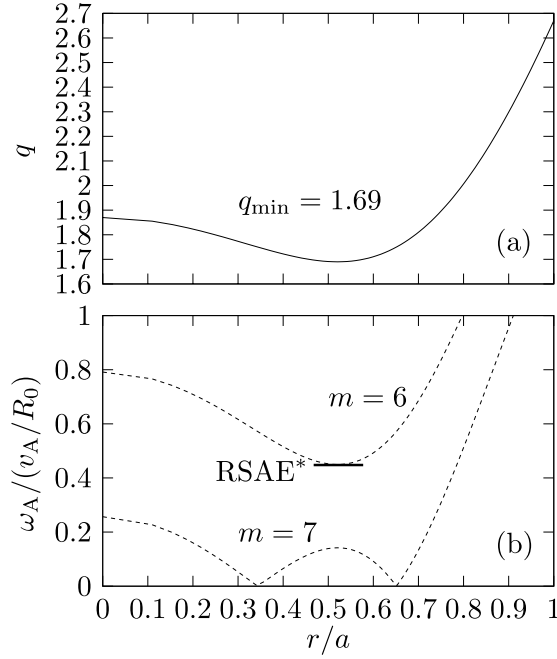 2.7
2.6
2.5
2.4
2.3
2.2
2.1
2
1.9
1.8
1.7
1.6
q
q_min = 1.69
(a)
1
0.8
0.6
0.4
0.2
0
ω_A/(v_A/R_0)
m = 6
RSAE*
m = 7
(b)
0 0.1 0.2 0.3 0.4 0.5 0.6 0.7 0.8 0.9 1
r/a